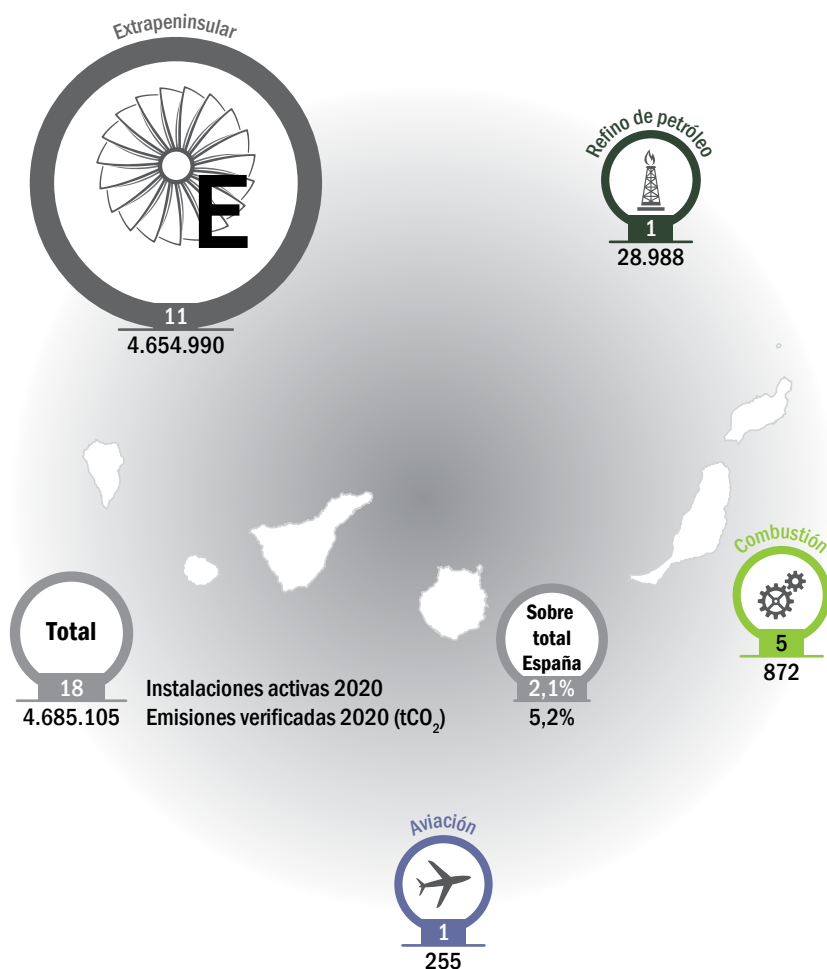 Extrapeninsular
E
11
4.654.990
Refino de petróleo
1
28.988
Combustión
5
872
Total
18
4.685.105
Instalaciones activas 2020
Emisiones verificadas 2020 (tCO₂)
Sobre
total
España
2,1%
5,2%
Aviación
1
255